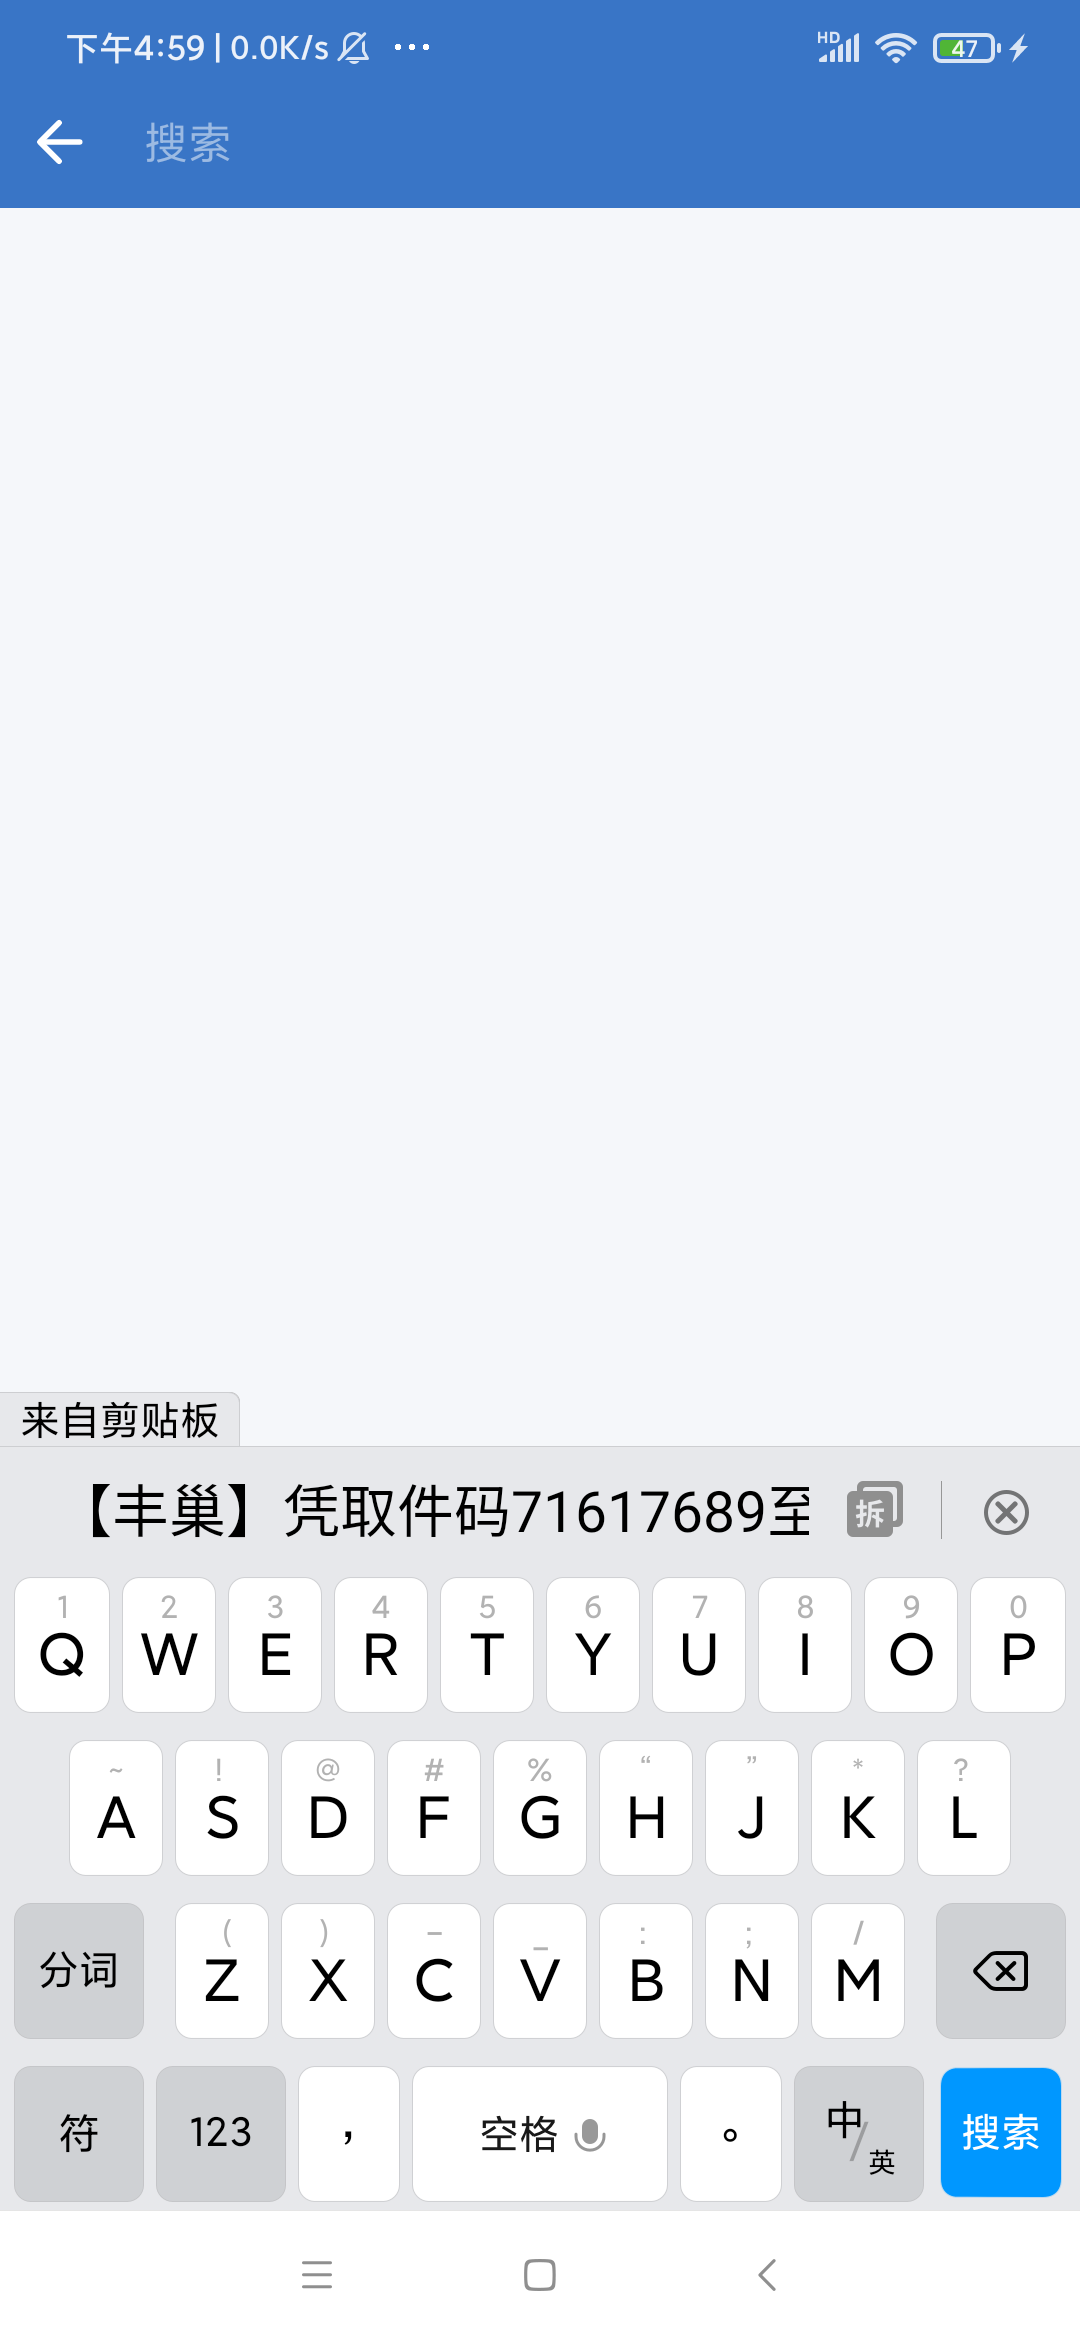 下午4:59 | 0.0K/s ... HD 47
搜索
来自剪贴板
【丰巢】凭取件码71617689至 拆
1 2 3 4 5 6 7 8 9 0
Q W E R T Y U I O P
~ ! @ # % “ ” * ?
A S D F G H J K L
( ) – _ : ; /
分词 Z X C V B N M
符 123 ， 空格 。 中/英 搜索